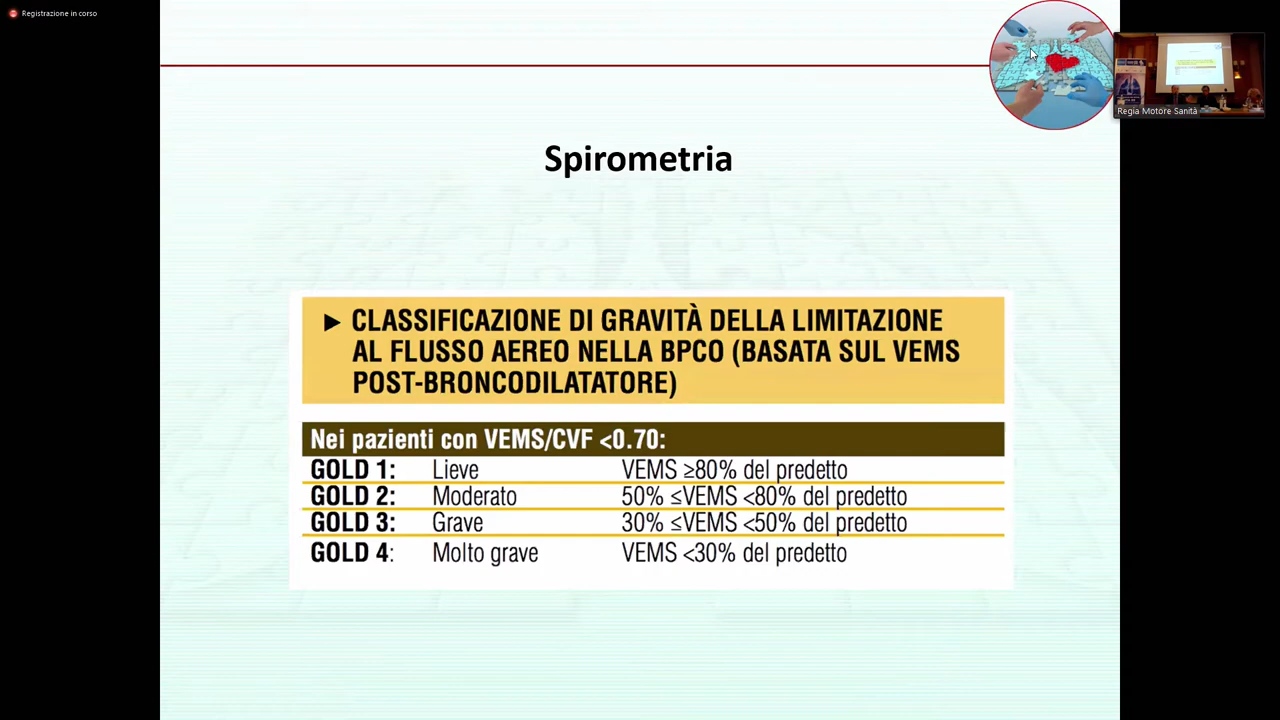 Registrazione in corso
Regia Motore Sanità
Spirometria
► CLASSIFICAZIONE DI GRAVITÀ DELLA LIMITAZIONE
AL FLUSSO AEREO NELLA BPCO (BASATA SUL VEMS
POST-BRONCODILATATORE)
Nei pazienti con VEMS/CVF <0.70:
GOLD 1: Lieve VEMS ≥80% del predetto
GOLD 2: Moderato 50% ≤VEMS <80% del predetto
GOLD 3: Grave 30% ≤VEMS <50% del predetto
GOLD 4: Molto grave VEMS <30% del predetto